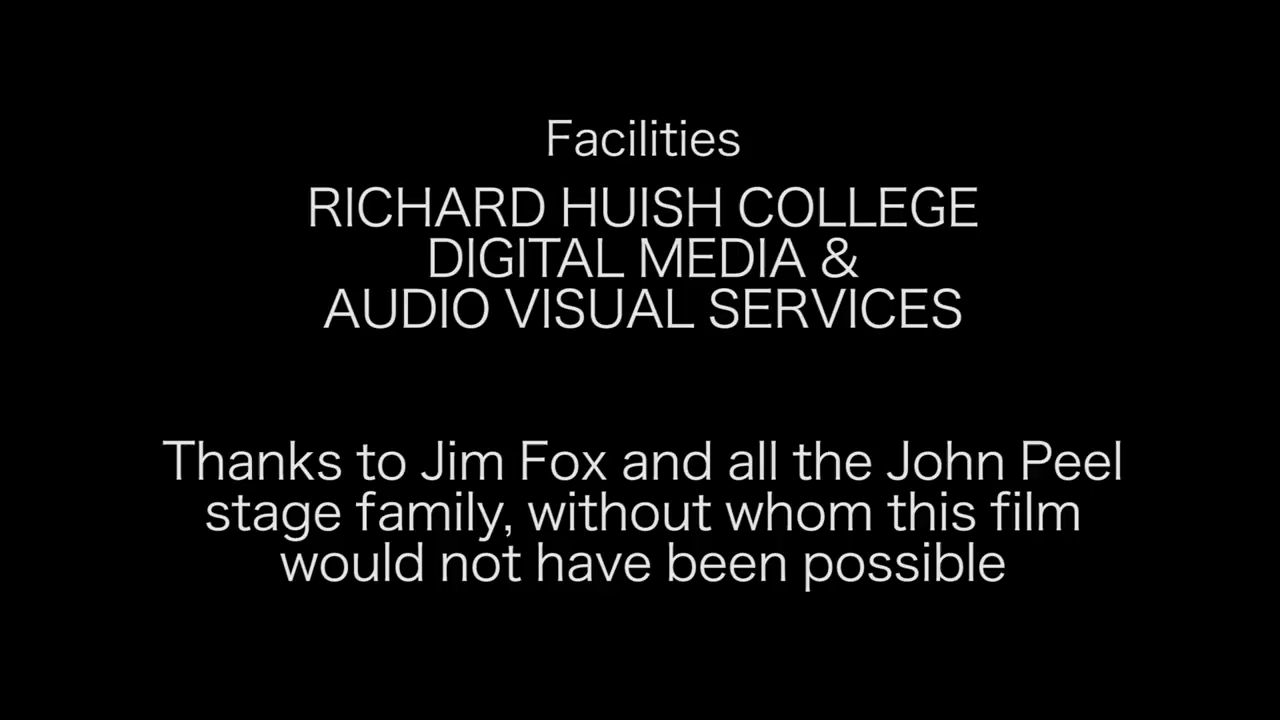 Facilities
RICHARD HUISH COLLEGE
DIGITAL MEDIA &
AUDIO VISUAL SERVICES
Thanks to Jim Fox and all the John Peel
stage family, without whom this film
would not have been possible